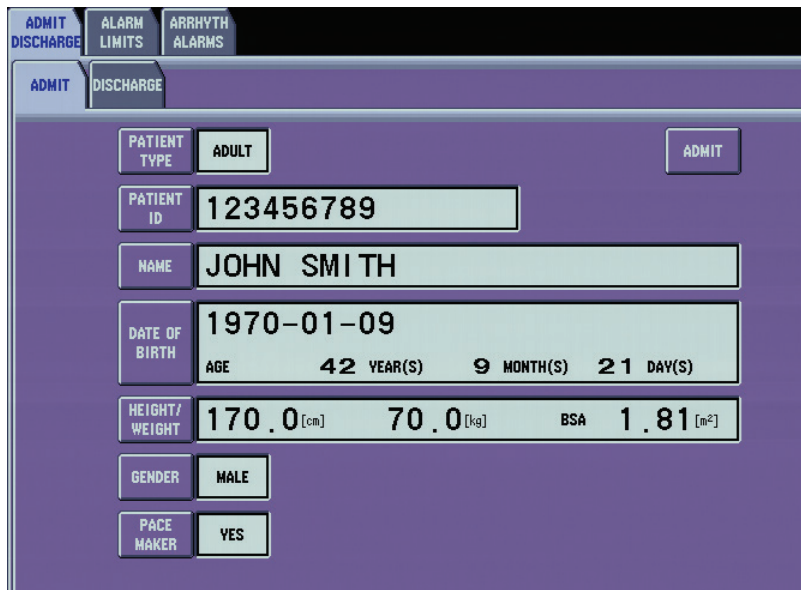 ADMIT
DISCHARGE
ALARM
LIMITS
ARRHYTH
ALARMS
ADMIT
DISCHARGE
PATIENT
TYPE
ADULT
ADMIT
PATIENT
ID
123456789
NAME
JOHN SMITH
DATE OF
BIRTH
1970-01-09
AGE 42 YEAR(S) 9 MONTH(S) 21 DAY(S)
HEIGHT/
WEIGHT
170.0[cm] 70.0[kg] BSA 1.81[m²]
GENDER
MALE
PACE
MAKER
YES